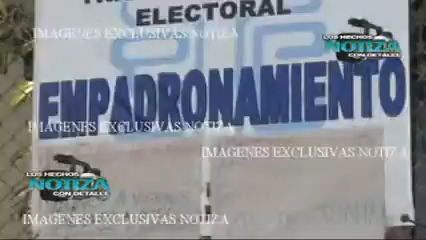 ELECTORAL
IMAGENES EXCLUSIVAS NOTIZA
LOS HECHOS
NOTIZA
CON DETALLE
EMPADRONAMIENTO
IMAGENES EXCLUSIVAS NOTIZA
IMAGENES EXCLUSIVAS NOTIZA
LOS HECHOS
NOTIZA
CON DETALLE
IMAGENES EXCLUSIVAS NOTIZA